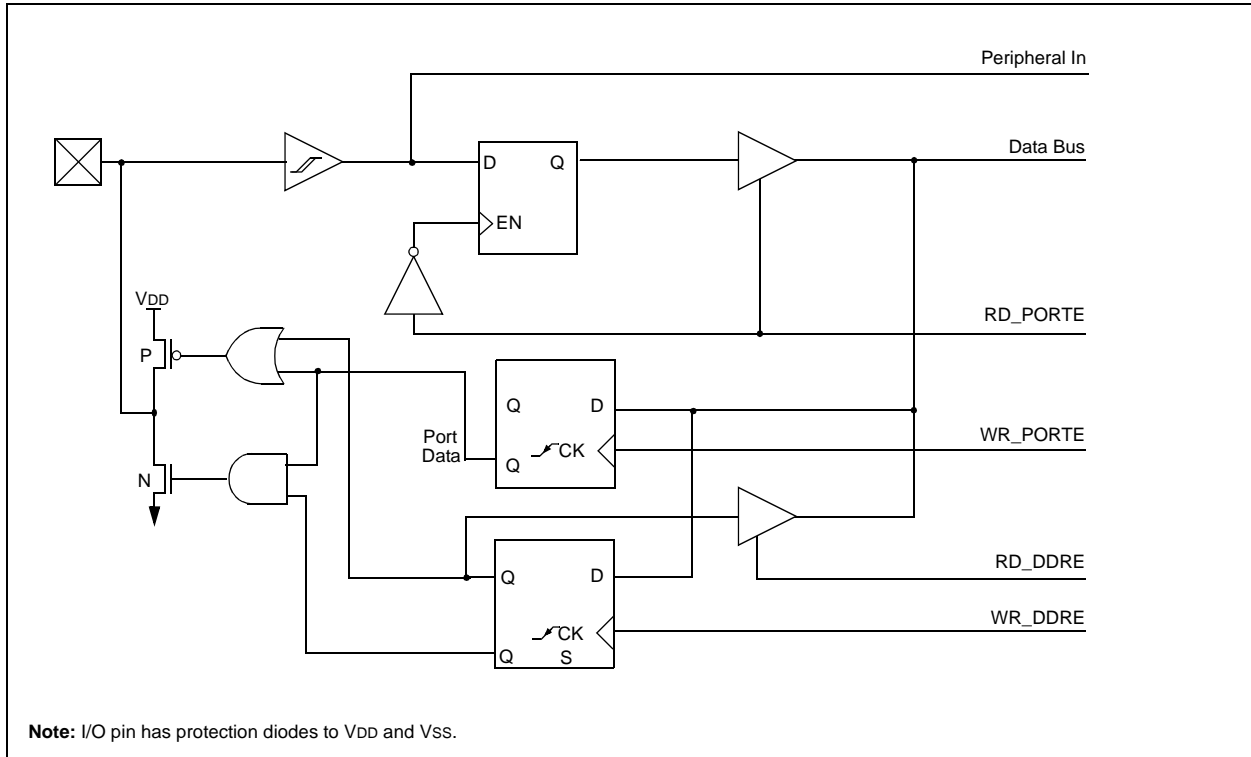 Peripheral In
Data Bus
D Q
EN
VDD
RD_PORTE
P
Q D
Port
Data
WR_PORTE
Q CK
N
RD_DDRE
Q D
WR_DDRE
CK
Q S
Note: I/O pin has protection diodes to VDD and VSS.